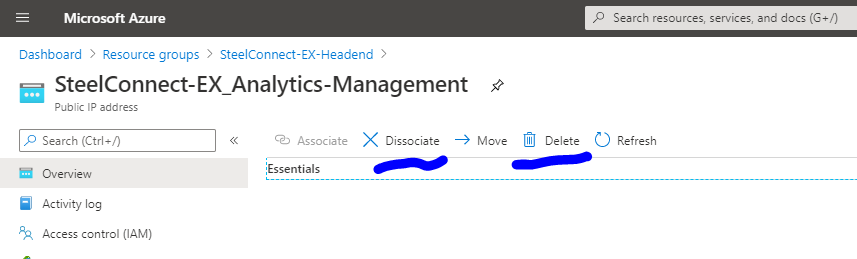 Microsoft Azure
Search resources, services, and docs (G+/)
Dashboard > Resource groups > SteelConnect-EX-Headend >
SteelConnect-EX_Analytics-Management
Public IP address
Search (Ctrl+/) «
Associate Dissociate Move Delete Refresh
Overview
Essentials
Activity log
Access control (IAM)